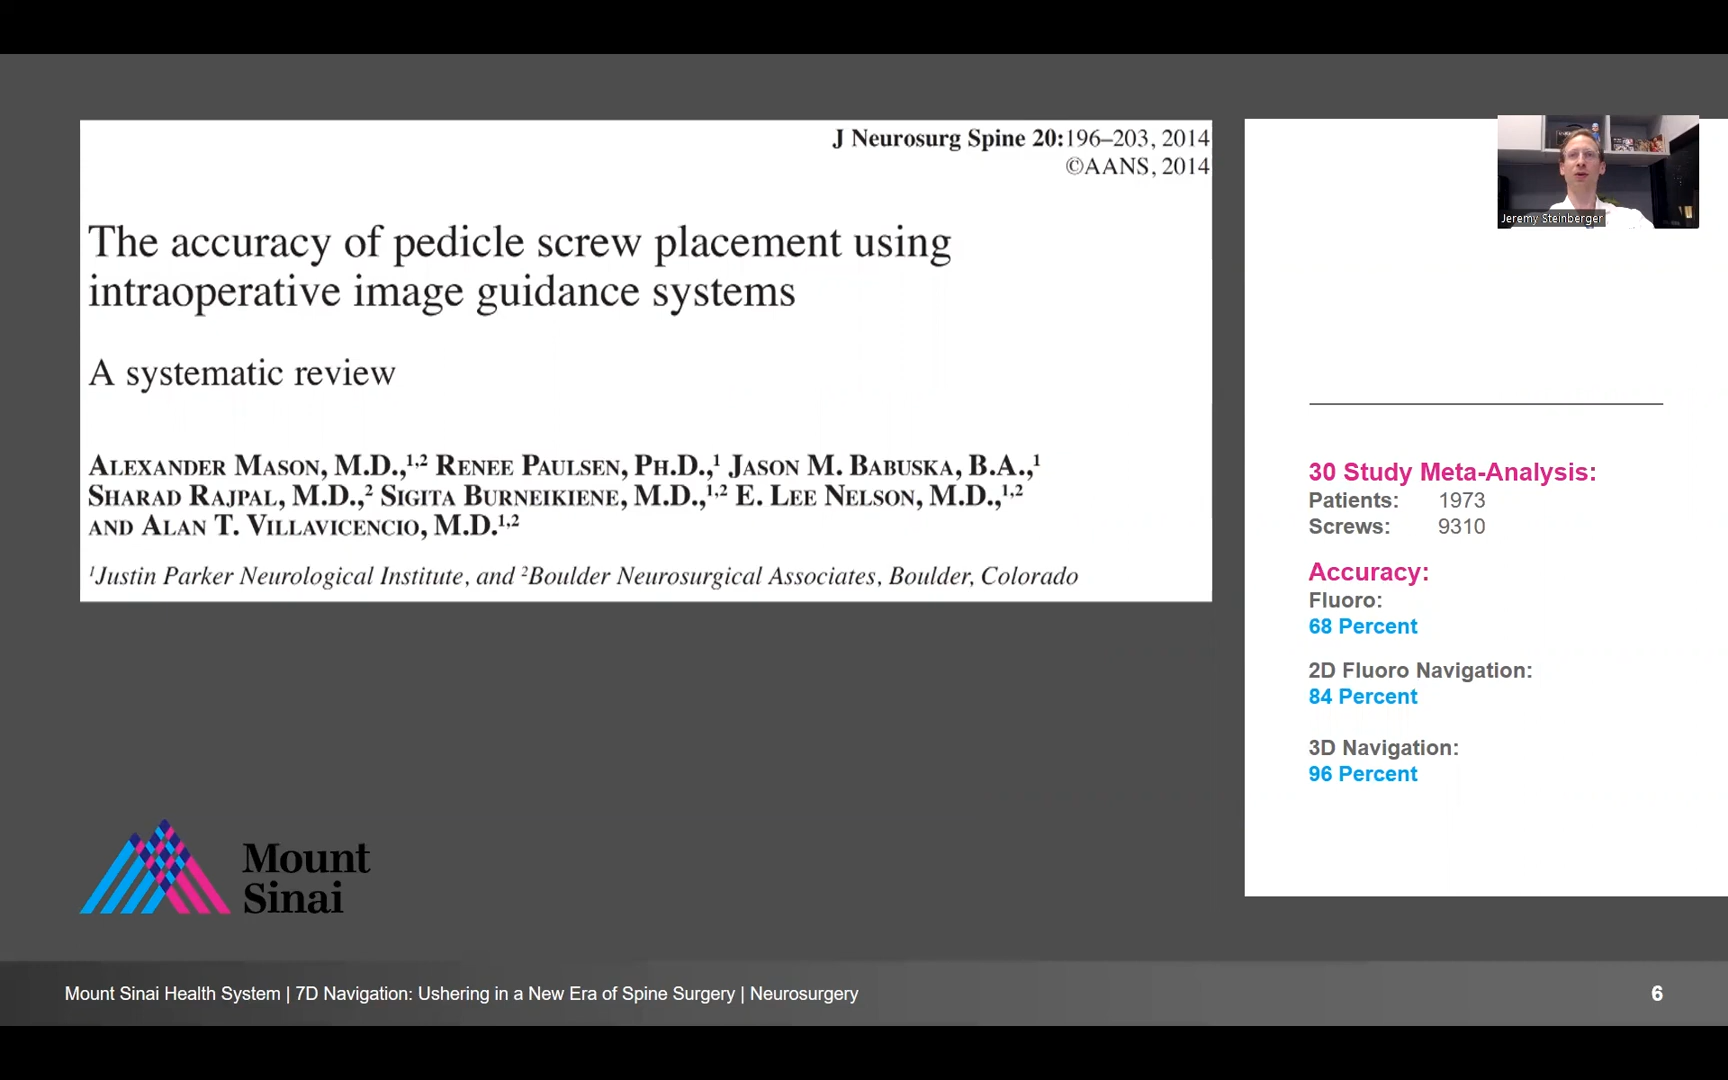 J Neurosurg Spine 20:196–203, 2014
©AANS, 2014
The accuracy of pedicle screw placement using
intraoperative image guidance systems
A systematic review
Alexander Mason, M.D.,1,2 Renee Paulsen, Ph.D.,1 Jason M. Babuska, B.A.,1
Sharad Rajpal, M.D.,2 Sigita Burneikiene, M.D.,1,2 E. Lee Nelson, M.D.,1,2
and Alan T. Villavicencio, M.D.1,2
1Justin Parker Neurological Institute, and 2Boulder Neurosurgical Associates, Boulder, Colorado
Jeremy Steinberger
30 Study Meta-Analysis:
Patients: 1973
Screws: 9310
Accuracy:
Fluoro:
68 Percent
2D Fluoro Navigation:
84 Percent
3D Navigation:
96 Percent
Mount
Sinai
Mount Sinai Health System | 7D Navigation: Ushering in a New Era of Spine Surgery | Neurosurgery
6